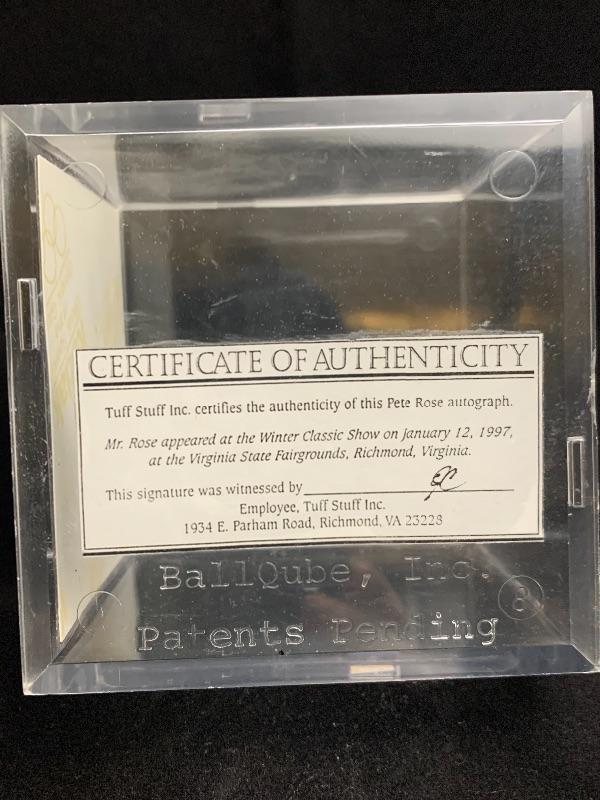 CERTIFICATE OF AUTHENTICITY
Tuff Stuff Inc. certifies the authenticity of this Pete Rose autograph.
Mr. Rose appeared at the Winter Classic Show on January 12, 1997,
at the Virginia State Fairgrounds, Richmond, Virginia.
This signature was witnessed by
Employee, Tuff Stuff Inc.
1934 E. Parham Road, Richmond, VA 23228
BallQube, Inc.
Patents Pending